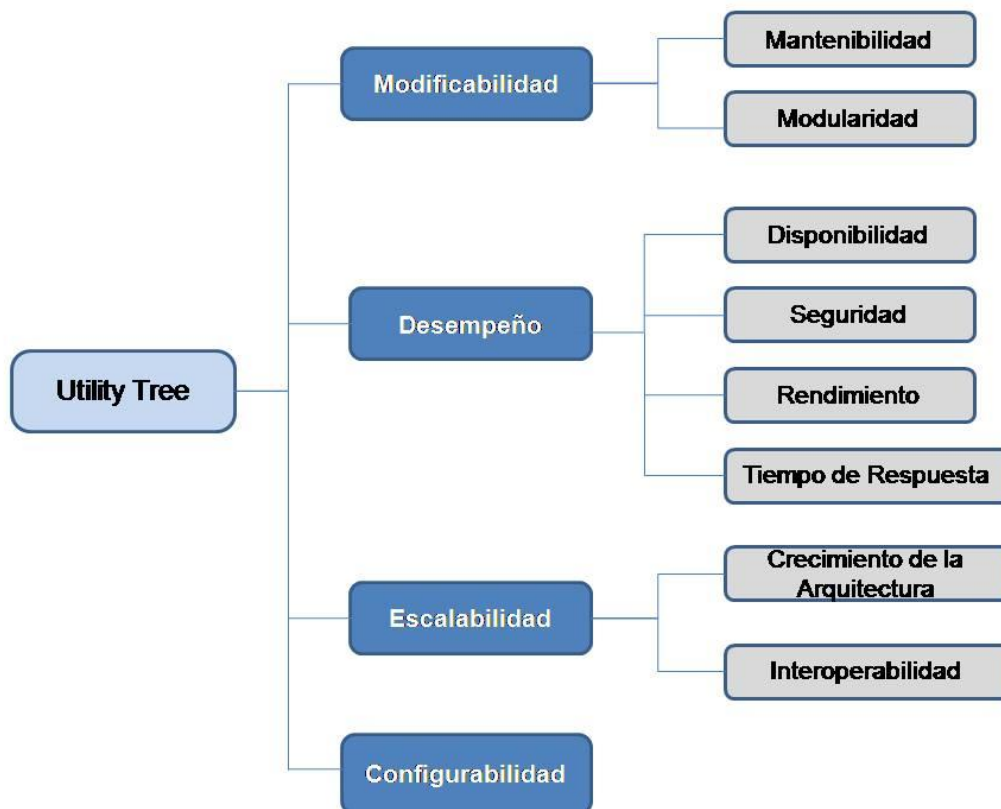 Utility Tree
Modificabilidad
Mantenibilidad
Modularidad
Desempeño
Disponibilidad
Seguridad
Rendimiento
Tiempo de Respuesta
Escalabilidad
Crecimiento de la
Arquitectura
Interoperabilidad
Configurabilidad